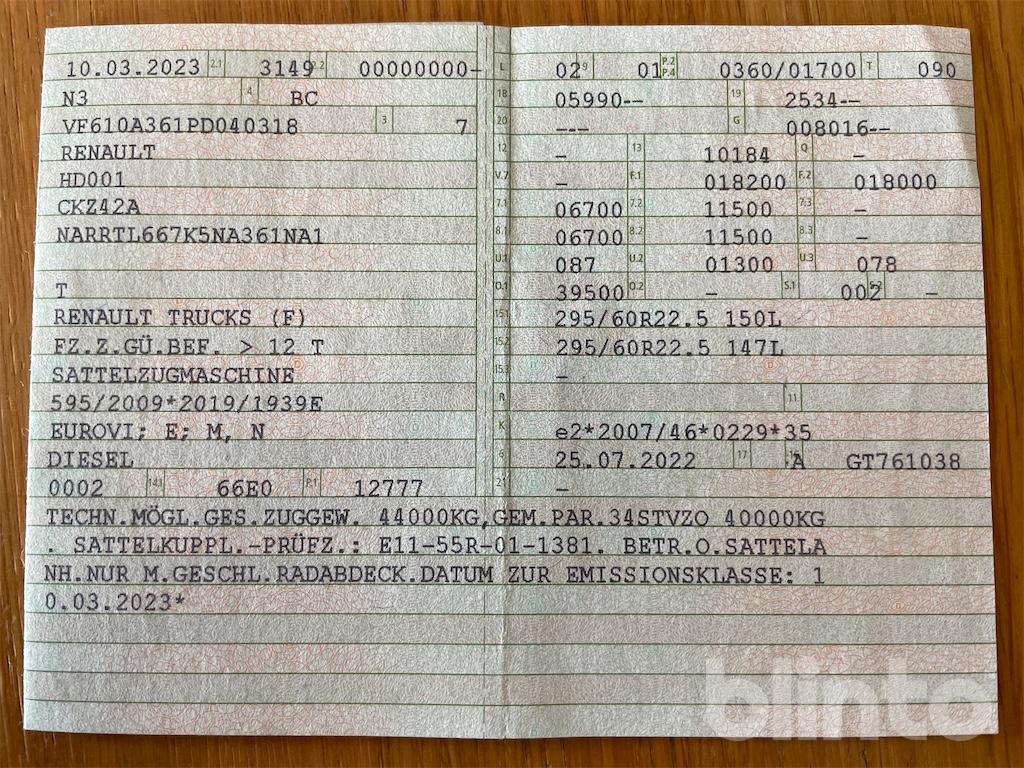 10.03.2023 2.1 3149 2.2 00000000-
N3 4 BC
VF610A361PD040318 3 7
RENAULT
HD001
CKZ42A
NARRTL667K5NA361NA1
T
RENAULT TRUCKS (F)
FZ.Z.GÜ.BEF. > 12 T
SATTELZUGMASCHINE
595/2009*2019/1939E
EUROVI; E; M, N
DIESEL
0002 14.1 66E0 P.1 12777
L 02 9 01 P.2 P.4 0360/01700 T 090
18 05990-- 19 2534--
20 --- G 008016--
12 - 13 10184 Q -
V.7 - F.1 018200 F.2 018000
7.1 06700 7.2 11500 7.3 -
8.1 06700 8.2 11500 8.3 -
U.1 087 U.2 01300 U.3 078
O.1 39500 O.2 - S.1 002 S.2 -
15.1 295/60R22.5 150L
15.2 295/60R22.5 147L
15.3 -
R 11
K e2*2007/46*0229*35
6 25.07.2022 17 A 16 GT761038
21 -
TECHN.MÖGL.GES.ZUGGEW. 44000KG,GEM.PAR.34STVZO 40000KG
. SATTELKUPPL.-PRÜFZ.: E11-55R-01-1381. BETR.O.SATTELA
NH.NUR M.GESCHL.RADABDECK.DATUM ZUR EMISSIONSKLASSE: 1
0.03.2023*
blinto